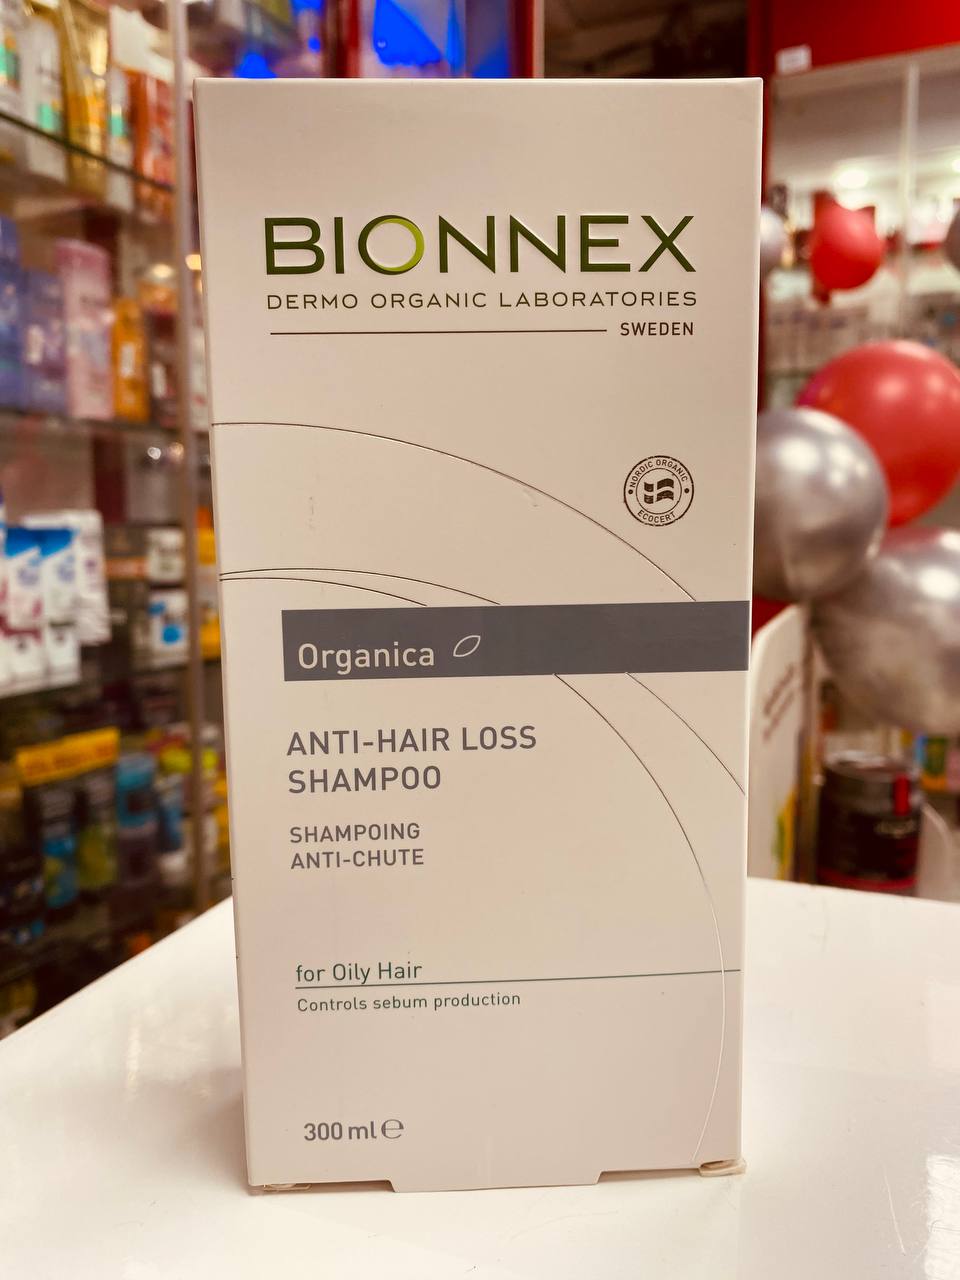 BIONNEX
DERMO ORGANIC LABORATORIES
SWEDEN
NORDIC ORGANIC
ECOCERT
Organica
ANTI-HAIR LOSS
SHAMPOO
SHAMPOING
ANTI-CHUTE
for Oily Hair
Controls sebum production
300 ml ℮